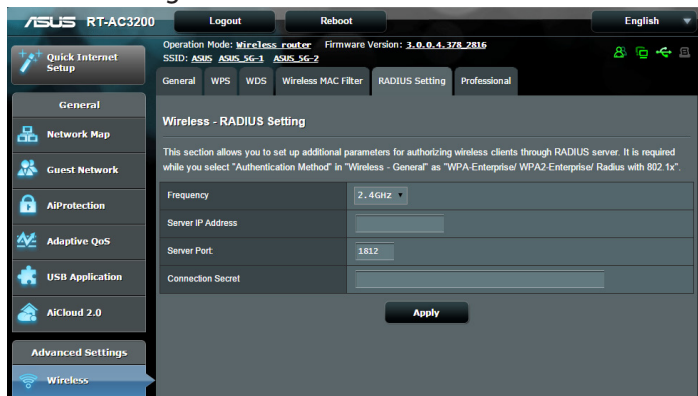 ASUS RT-AC3200 Logout Reboot English
Quick Internet Setup
Operation Mode: Wireless router Firmware Version: 3.0.0.4.378_2816
SSID: ASUS ASUS_5G-1 ASUS_5G-2
General WPS WDS Wireless MAC Filter RADIUS Setting Professional
General
Network Map
Guest Network
AiProtection
Adaptive QoS
USB Application
AiCloud 2.0
Advanced Settings
Wireless
Wireless - RADIUS Setting
This section allows you to set up additional parameters for authorizing wireless clients through RADIUS server. It is required
while you select "Authentication Method" in "Wireless - General" as "WPA-Enterprise/ WPA2-Enterprise/ Radius with 802.1x".
Frequency 2.4GHz
Server IP Address
Server Port: 1812
Connection Secret
Apply